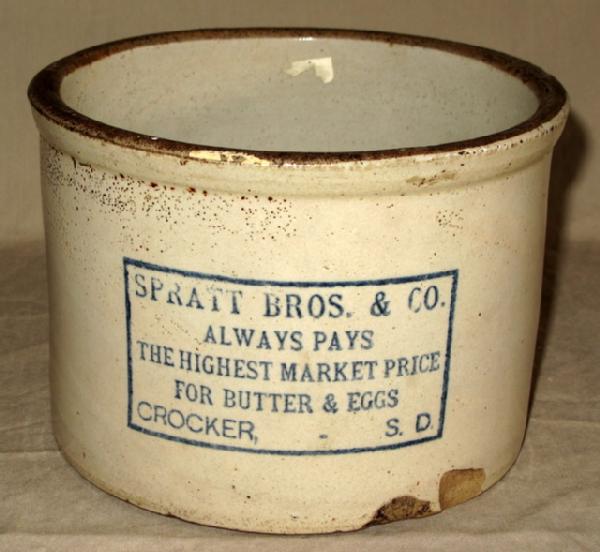 SPRATT BROS. & CO.
ALWAYS PAYS
THE HIGHEST MARKET PRICE
FOR BUTTER & EGGS
CROCKER, - S. D.